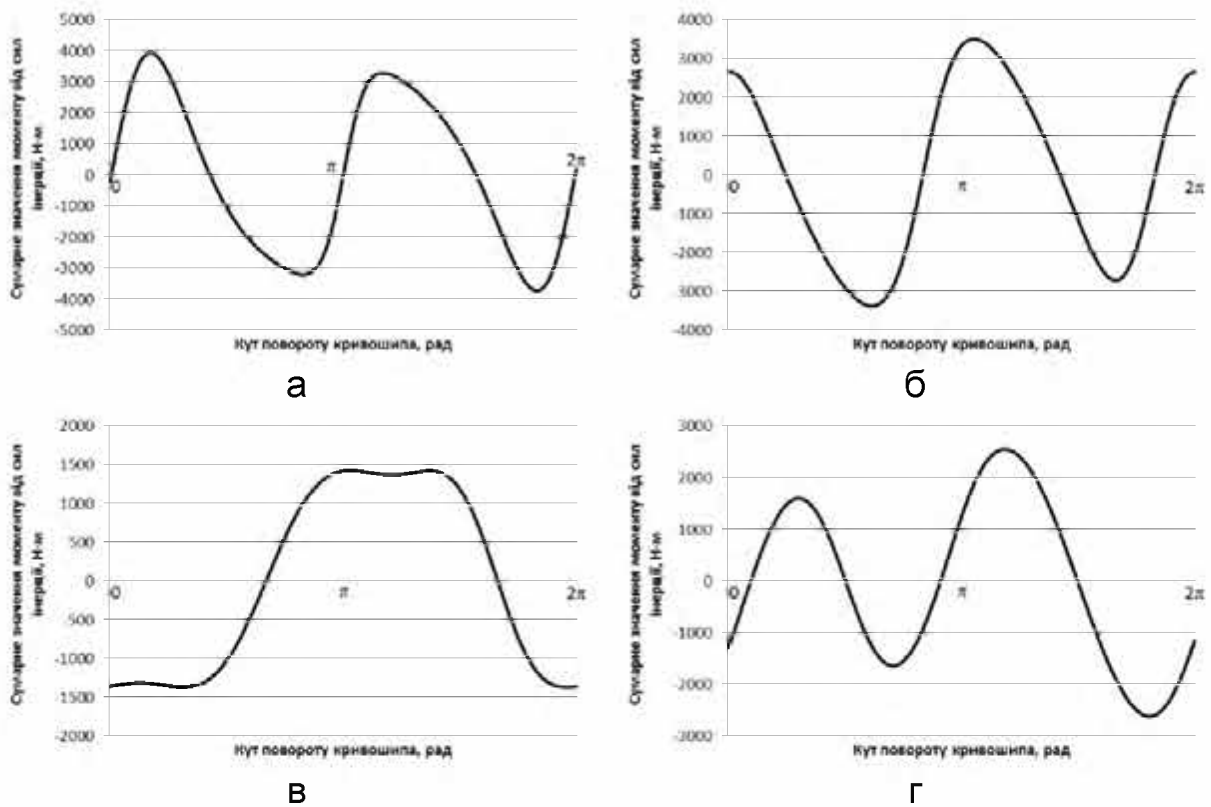 5000
4000
3000
2000
1000
0
-1000
-2000
-3000
-4000
-5000
Сумарне значення моменту від сил
інерції, Н·м
0
π
2π
Кут повороту кривошипа, рад
а
4000
3000
2000
1000
0
-1000
-2000
-3000
-4000
Сумарне значення моменту від сил
інерції, Н·м
0
π
2π
Кут повороту кривошипа, рад
б
2000
1500
1000
500
0
-500
-1000
-1500
-2000
Сумарне значення моменту від сил
інерції, Н·м
0
π
2π
Кут повороту кривошипа, рад
в
3000
2000
1000
0
-1000
-2000
-3000
Сумарне значення моменту від сил
інерції, Н·м
0
π
2π
Кут повороту кривошипа, рад
г